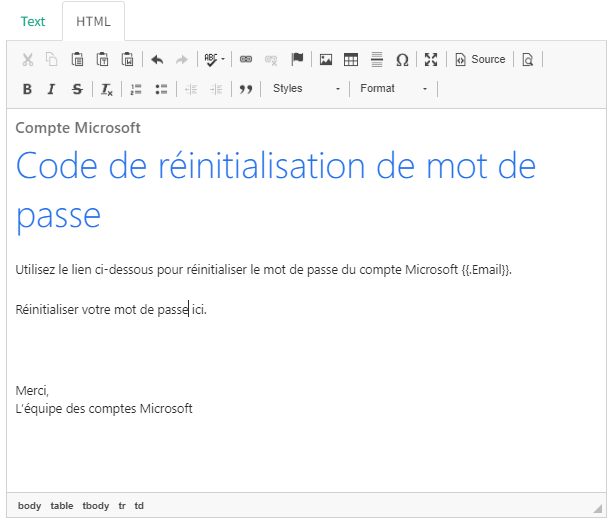 Text HTML
ABC Source
B I S Styles Format
Compte Microsoft
Code de réinitialisation de mot de
passe
Utilisez le lien ci-dessous pour réinitialiser le mot de passe du compte Microsoft {{.Email}}.
Réinitialiser votre mot de passe ici.
Merci,
L'équipe des comptes Microsoft
body table tbody tr td